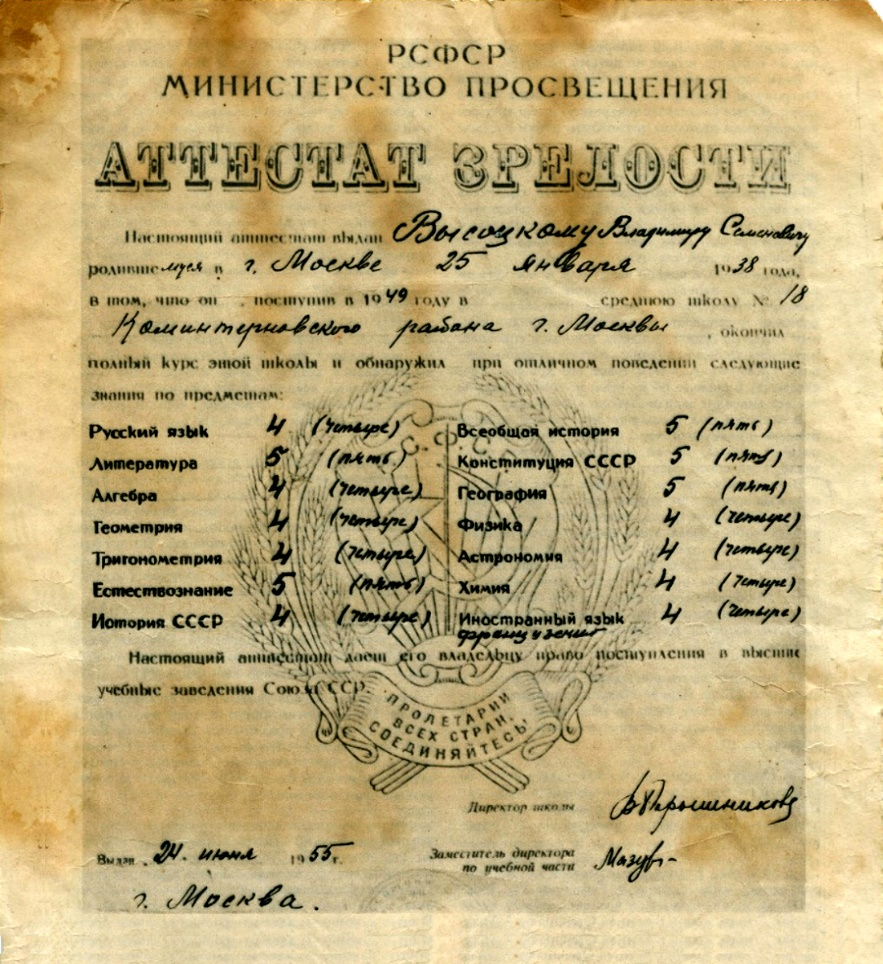 РСФСР
МИНИСТЕРСТВО ПРОСВЕЩЕНИЯ
АТТЕСТАТ ЗРЕЛОСТИ
Настоящий аттестат выдан Высоцкому Владимиру Семеновичу
родившемуся в г. Москве 25 января 1938 года,
в том, что он, поступив в 1949 году в среднюю школу № 18
Коминтерновского района г. Москвы, окончил
полный курс этой школы и обнаружил при отличном поведении следующие
знания по предметам:
Русский язык 4 (четыре) Всеобщая история 5 (пять)
Литература 5 (пять) Конституция СССР 5 (пять)
Алгебра 4 (четыре) География 5 (пять)
Геометрия 4 (четыре) Физика 4 (четыре)
Тригонометрия 4 (четыре) Астрономия 4 (четыре)
Естествознание 5 (пять) Химия 4 (четыре)
История СССР 4 (четыре) Иностранный язык 4 (четыре)
Настоящий аттестат дает его владельцу право поступления в высшие
учебные заведения Союза ССР.
ПРОЛЕТАРИИ
ВСЕХ СТРАН,
СОЕДИНЯЙТЕСЬ!
Директор школы
Выдан 24 июня 1955 г.
Заместитель директора
по учебной части
г. Москва.